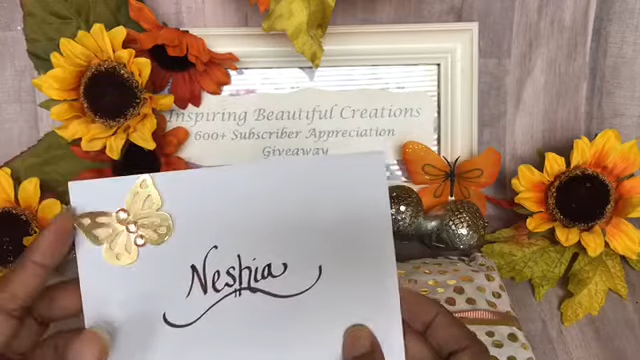 Inspiring Beautiful Creations
600+ Subscriber Appreciation
Giveaway
Neshia